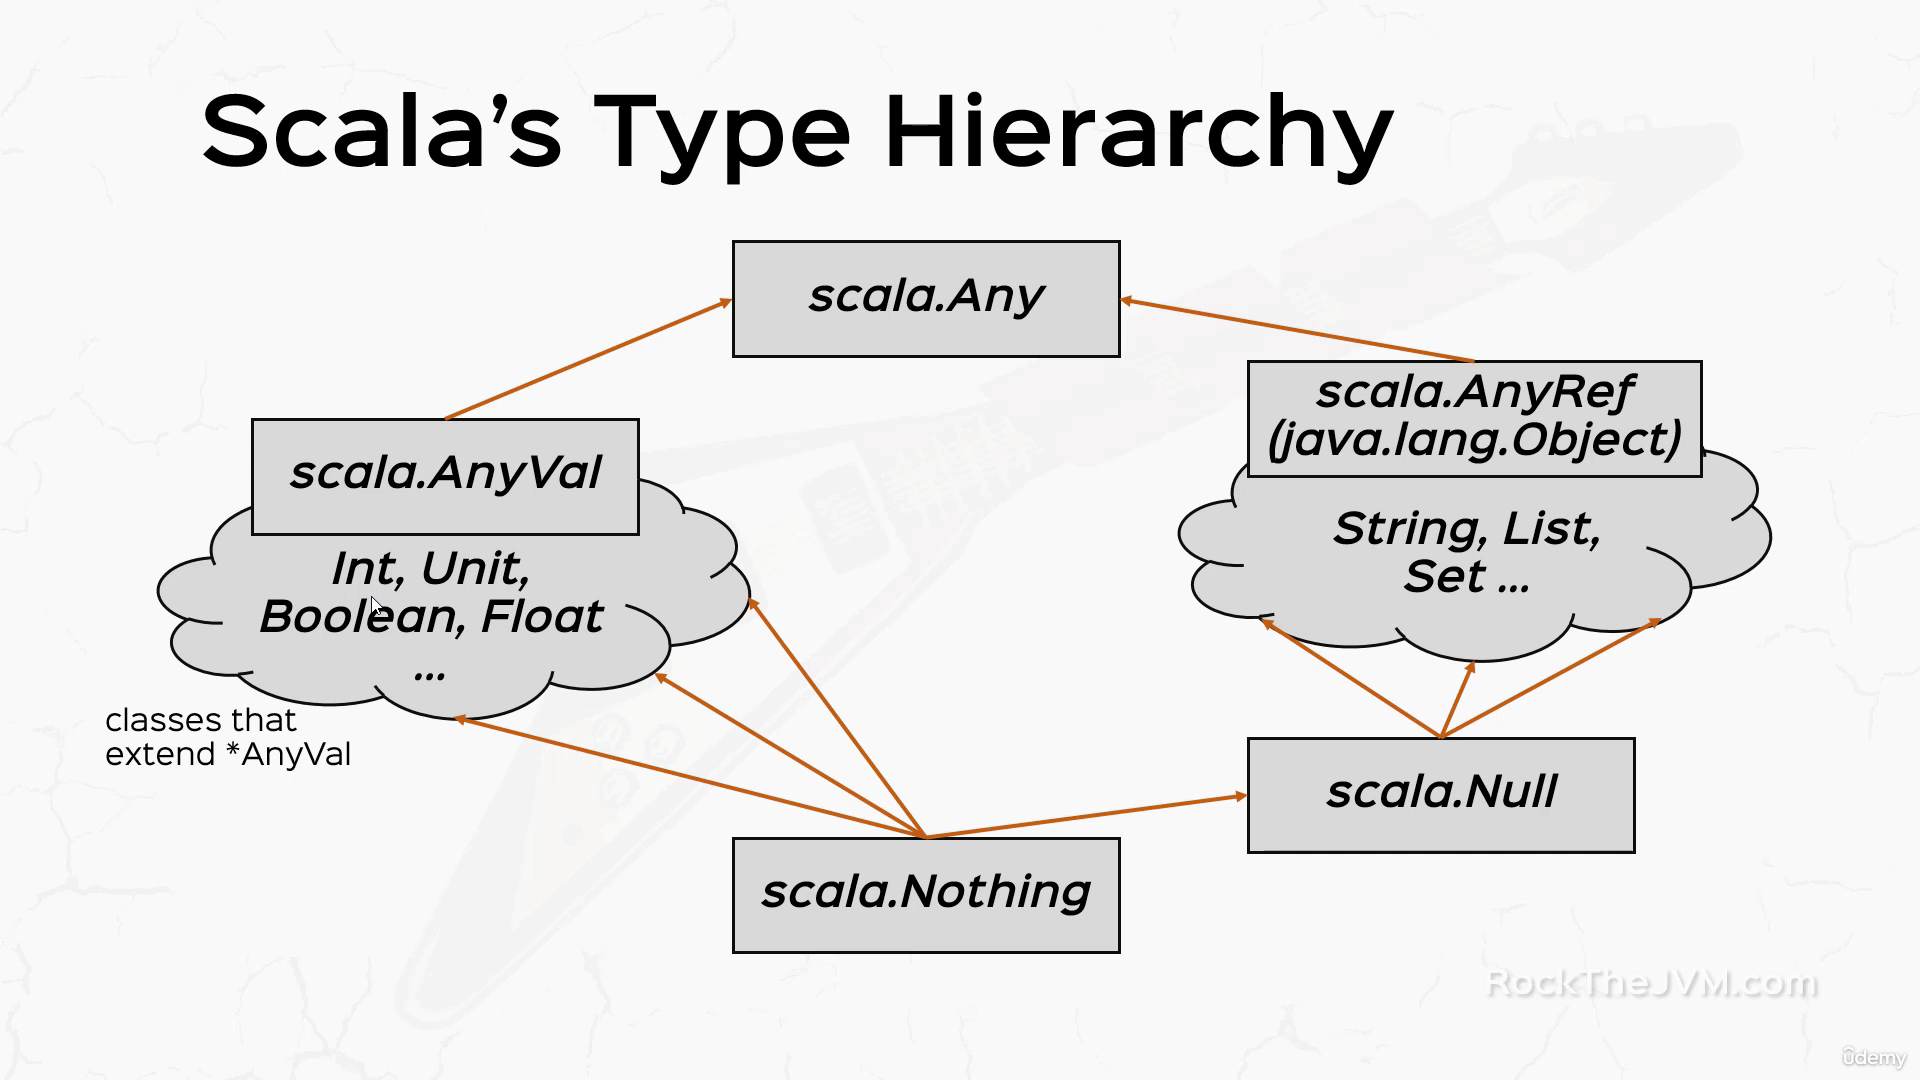 Scala's Type Hierarchy
scala.Any
scala.AnyRef
(java.lang.Object)
scala.AnyVal
String, List,
Set ...
Int, Unit,
Boolean, Float
...
classes that
extend *AnyVal
scala.Null
scala.Nothing
RockTheJVM.com
ûdemy